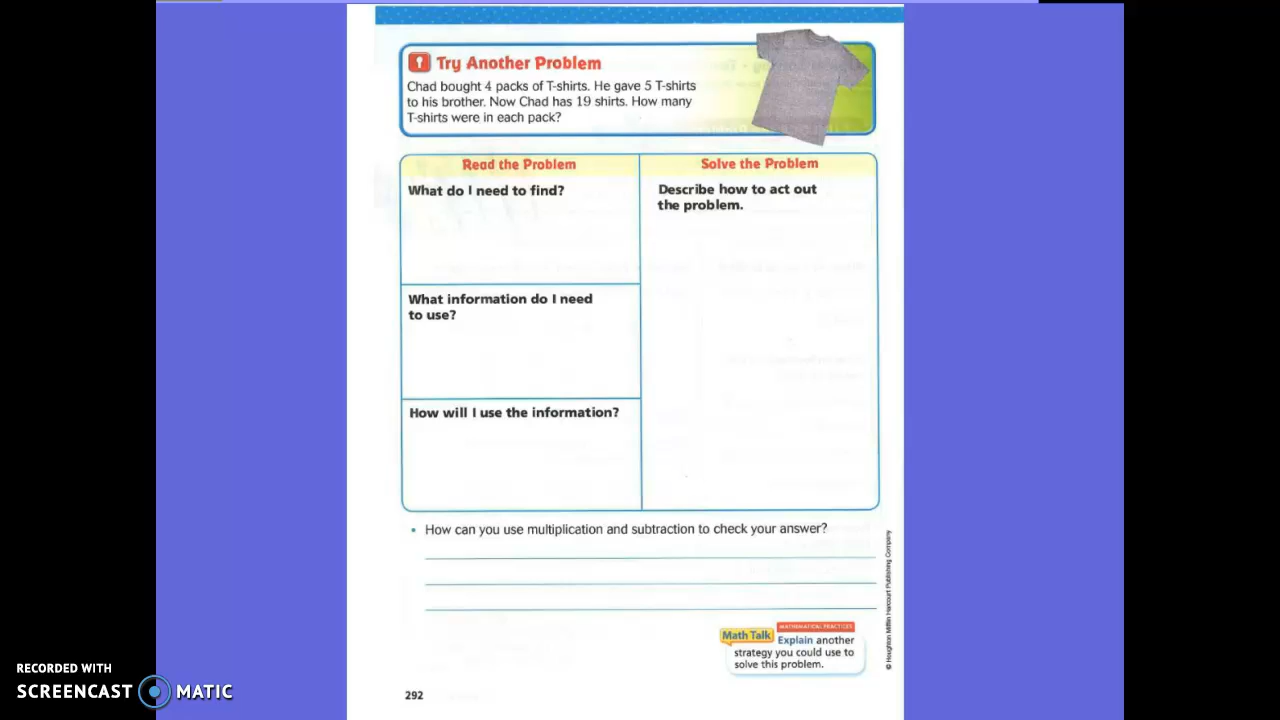 Try Another Problem
Chad bought 4 packs of T-shirts. He gave 5 T-shirts
to his brother. Now Chad has 19 shirts. How many
T-shirts were in each pack?
Read the Problem
What do I need to find?
What information do I need
to use?
How will I use the information?
Solve the Problem
Describe how to act out
the problem.
• How can you use multiplication and subtraction to check your answer?
Math Talk
MATHEMATICAL PRACTICES
Explain another
strategy you could use to
solve this problem.
© Houghton Mifflin Harcourt Publishing Company
292
RECORDED WITH
SCREENCAST MATIC